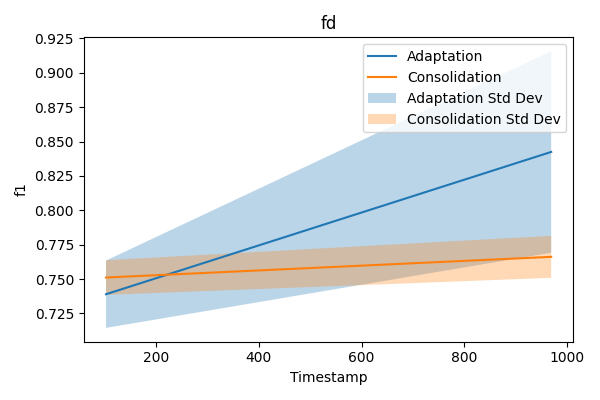 fd
0.925
0.900
0.875
0.850
0.825
0.800
0.775
0.750
0.725
f1
Adaptation
Consolidation
Adaptation Std Dev
Consolidation Std Dev
200
400
600
800
1000
Timestamp